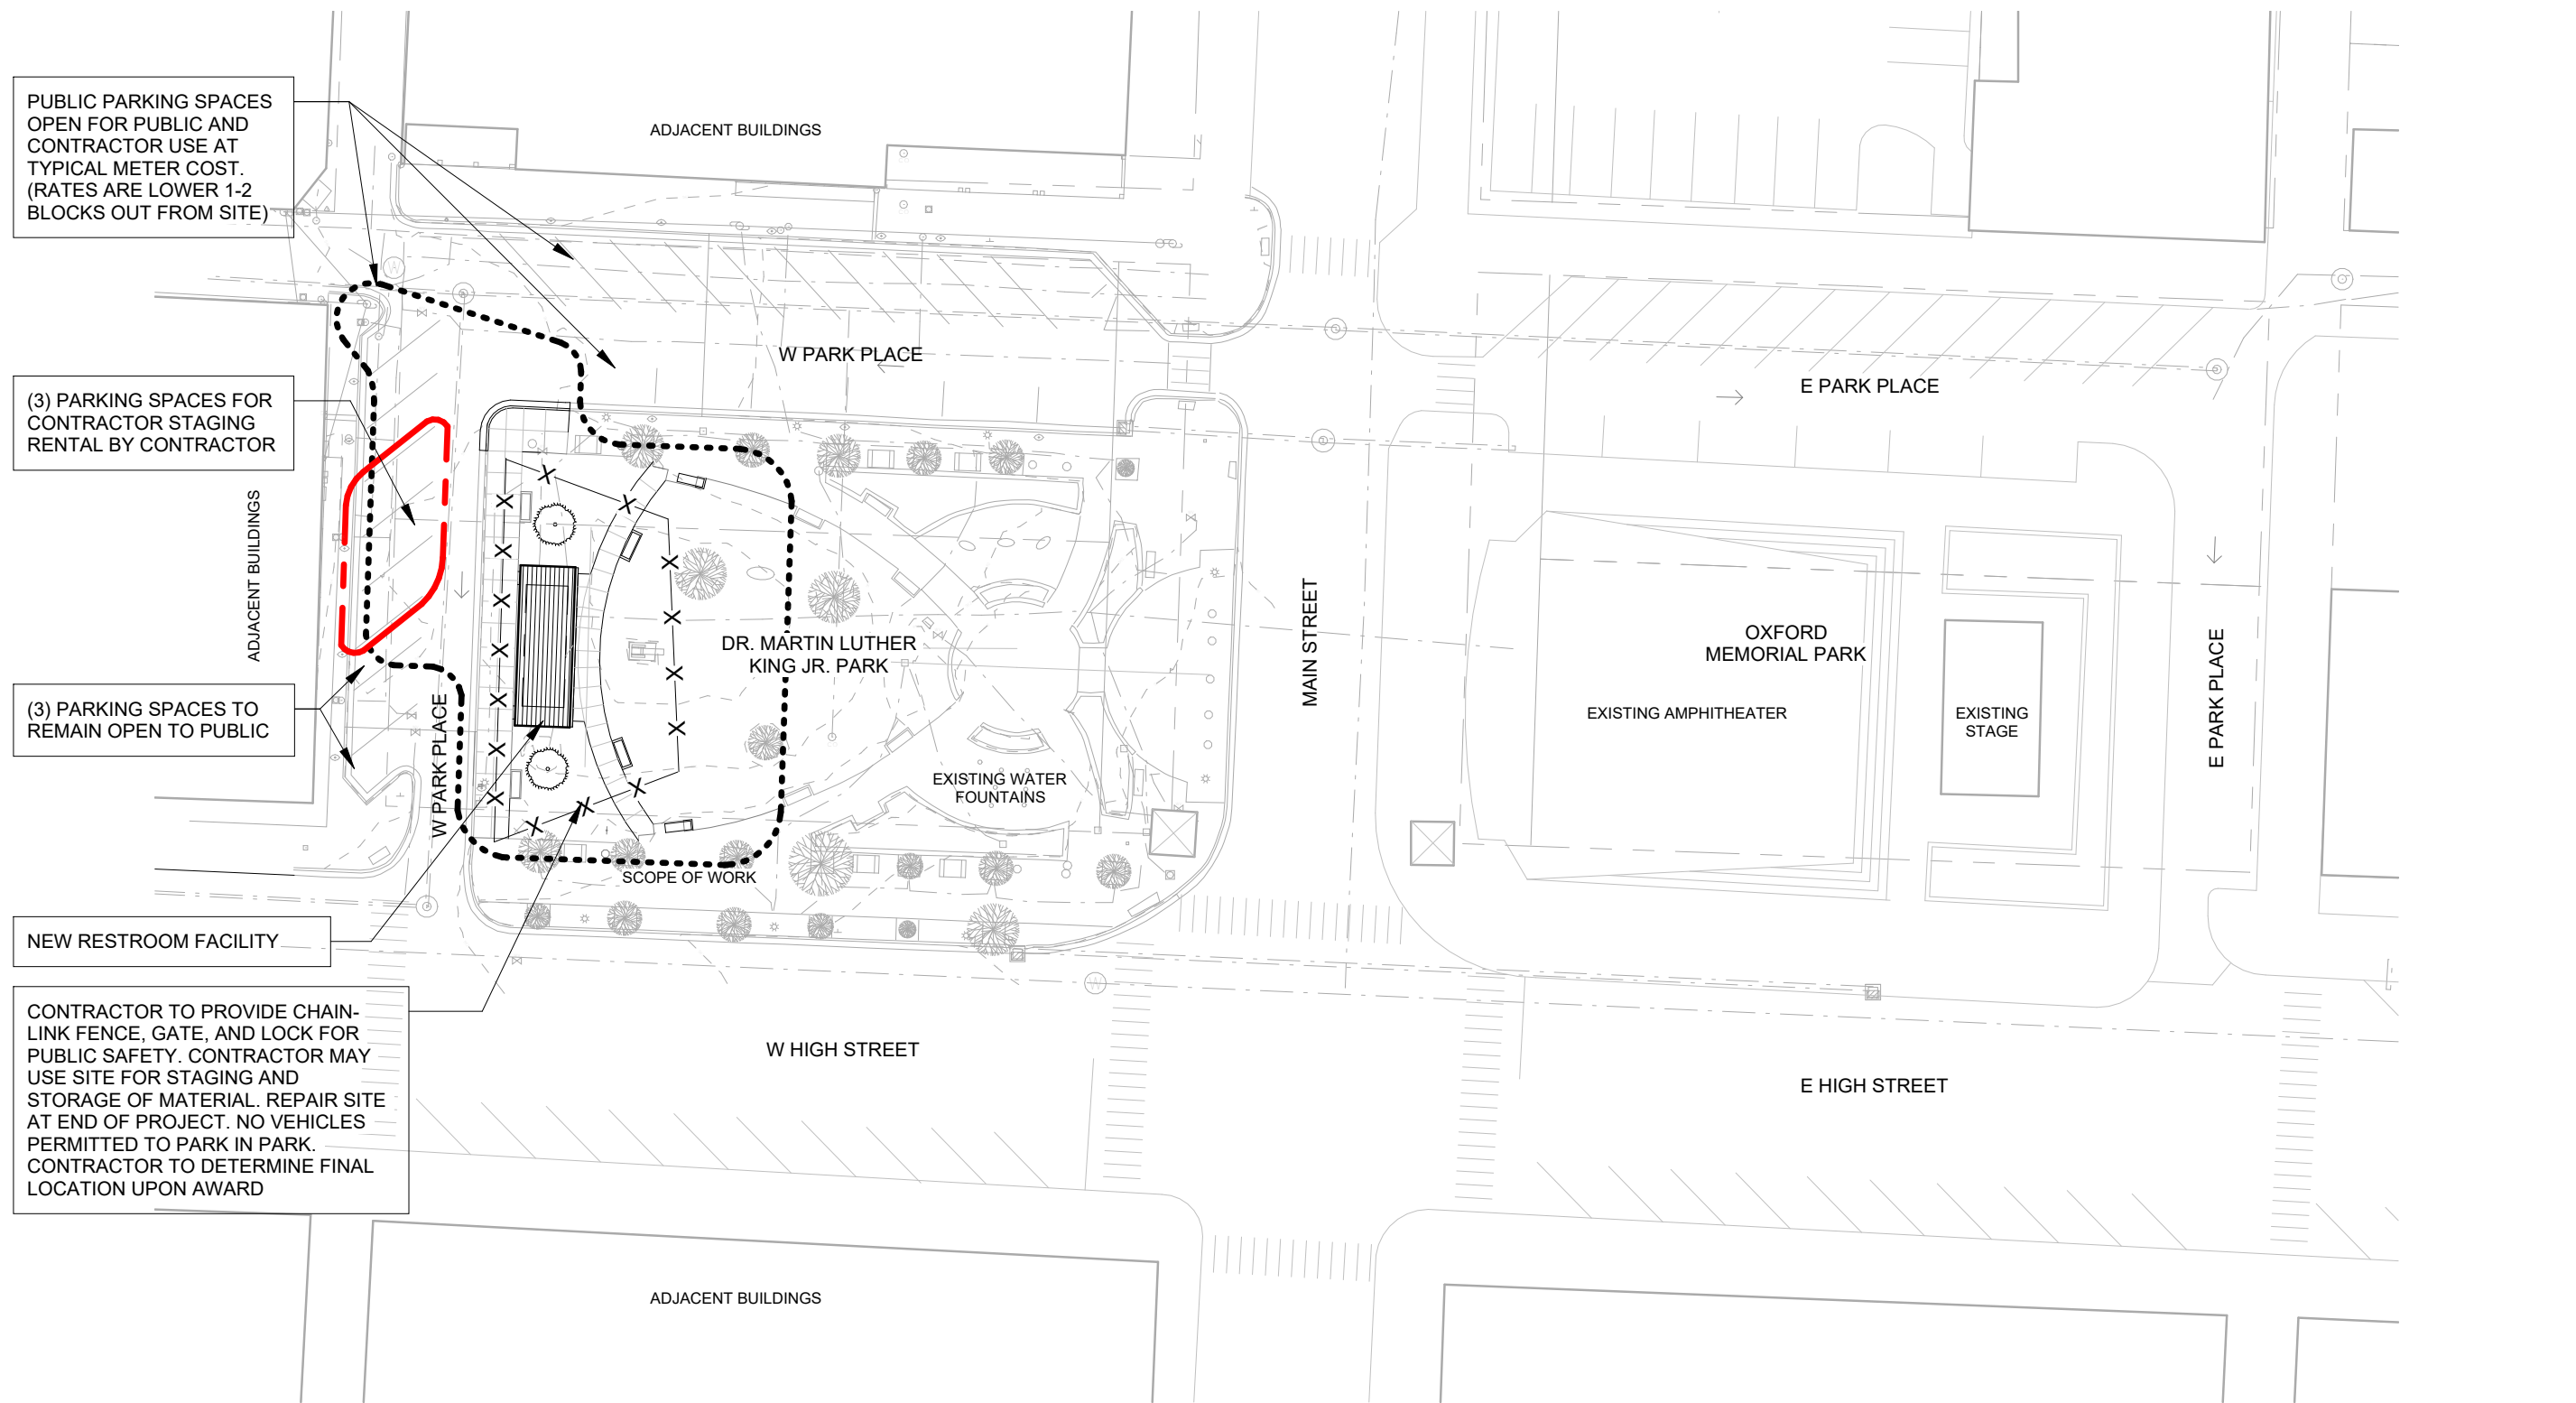 PUBLIC PARKING SPACES
OPEN FOR PUBLIC AND
CONTRACTOR USE AT
TYPICAL METER COST.
(RATES ARE LOWER 1-2
BLOCKS OUT FROM SITE)
ADJACENT BUILDINGS
W PARK PLACE
E PARK PLACE
(3) PARKING SPACES FOR
CONTRACTOR STAGING
RENTAL BY CONTRACTOR
ADJACENT BUILDINGS
(3) PARKING SPACES TO
REMAIN OPEN TO PUBLIC
W PARK PLACE
DR. MARTIN LUTHER
KING JR. PARK
MAIN STREET
OXFORD
MEMORIAL PARK
EXISTING AMPHITHEATER
EXISTING
STAGE
E PARK PLACE
EXISTING WATER
FOUNTAINS
SCOPE OF WORK
NEW RESTROOM FACILITY
CONTRACTOR TO PROVIDE CHAIN-
LINK FENCE, GATE, AND LOCK FOR
PUBLIC SAFETY. CONTRACTOR MAY
USE SITE FOR STAGING AND
STORAGE OF MATERIAL. REPAIR SITE
AT END OF PROJECT. NO VEHICLES
PERMITTED TO PARK IN PARK.
CONTRACTOR TO DETERMINE FINAL
LOCATION UPON AWARD
W HIGH STREET
E HIGH STREET
ADJACENT BUILDINGS